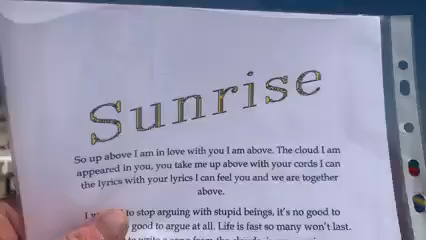 Sunrise
So up above I am in love with you I am above. The cloud I am
appeared in you, you take me up above with your cords I can
the lyrics with your lyrics I can feel you and we are together
above.
I to stop arguing with stupid beings, it's no good to
good to argue at all. Life is fast so many won't last.